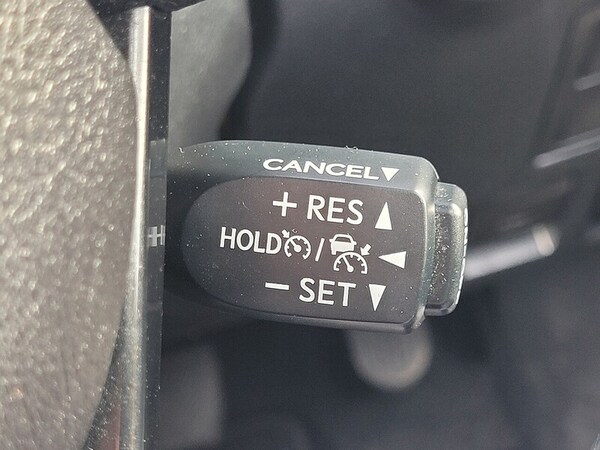 CANCEL▼
+ RES ▲
HOLD / ◀
− SET ▼